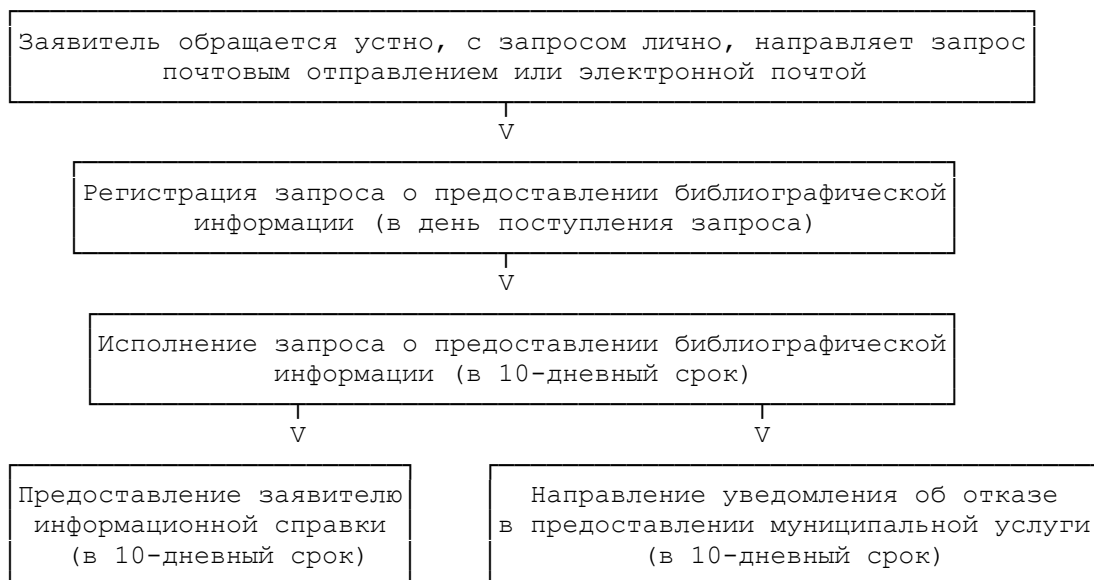 Заявитель обращается устно, с запросом лично, направляет запрос
почтовым отправлением или электронной почтой
V
Регистрация запроса о предоставлении библиографической
информации (в день поступления запроса)
V
Исполнение запроса о предоставлении библиографической
информации (в 10-дневный срок)
V
V
Предоставление заявителю
информационной справки
(в 10-дневный срок)
Направление уведомления об отказе
в предоставлении муниципальной услуги
(в 10-дневный срок)